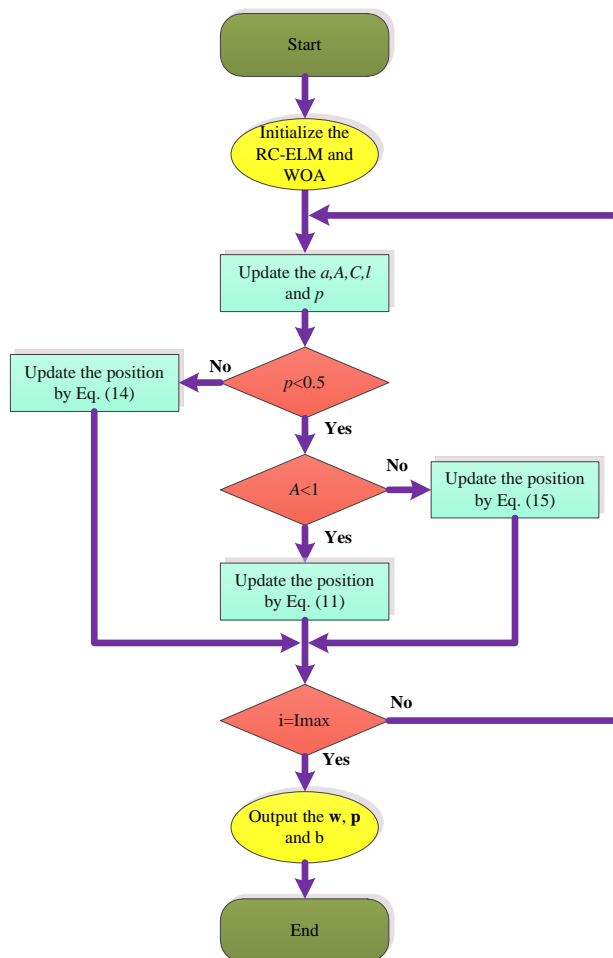 Start
Initialize the
RC-ELM and
WOA
Update the a,A,C,l
and p
No
Update the position
by Eq. (14)
p<0.5
Yes
No
A<1
Update the position
by Eq. (15)
Yes
Update the position
by Eq. (11)
No
i=Imax
Yes
Output the w, p
and b
End